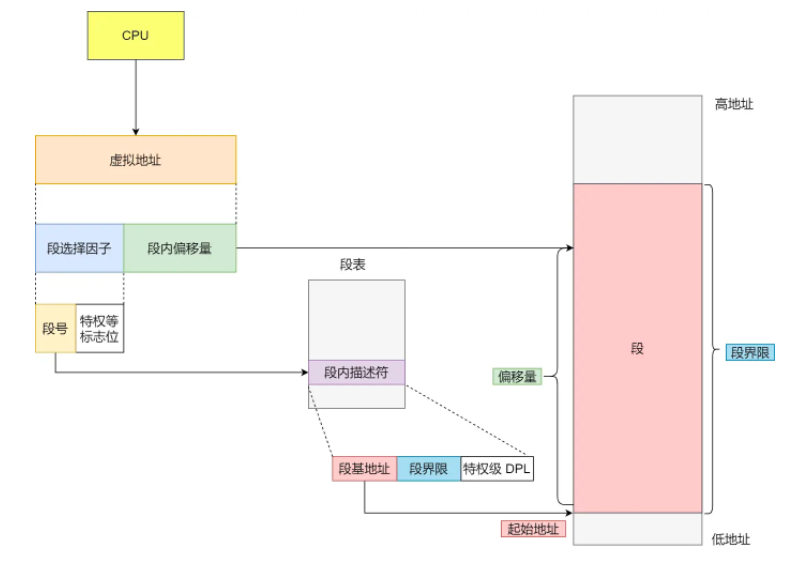 CPU
高地址
虚拟地址
段选择因子
段内偏移量
段表
段号
特权等
标志位
段
段界限
段内描述符
偏移量
段基地址
段界限
特权级 DPL
起始地址
低地址